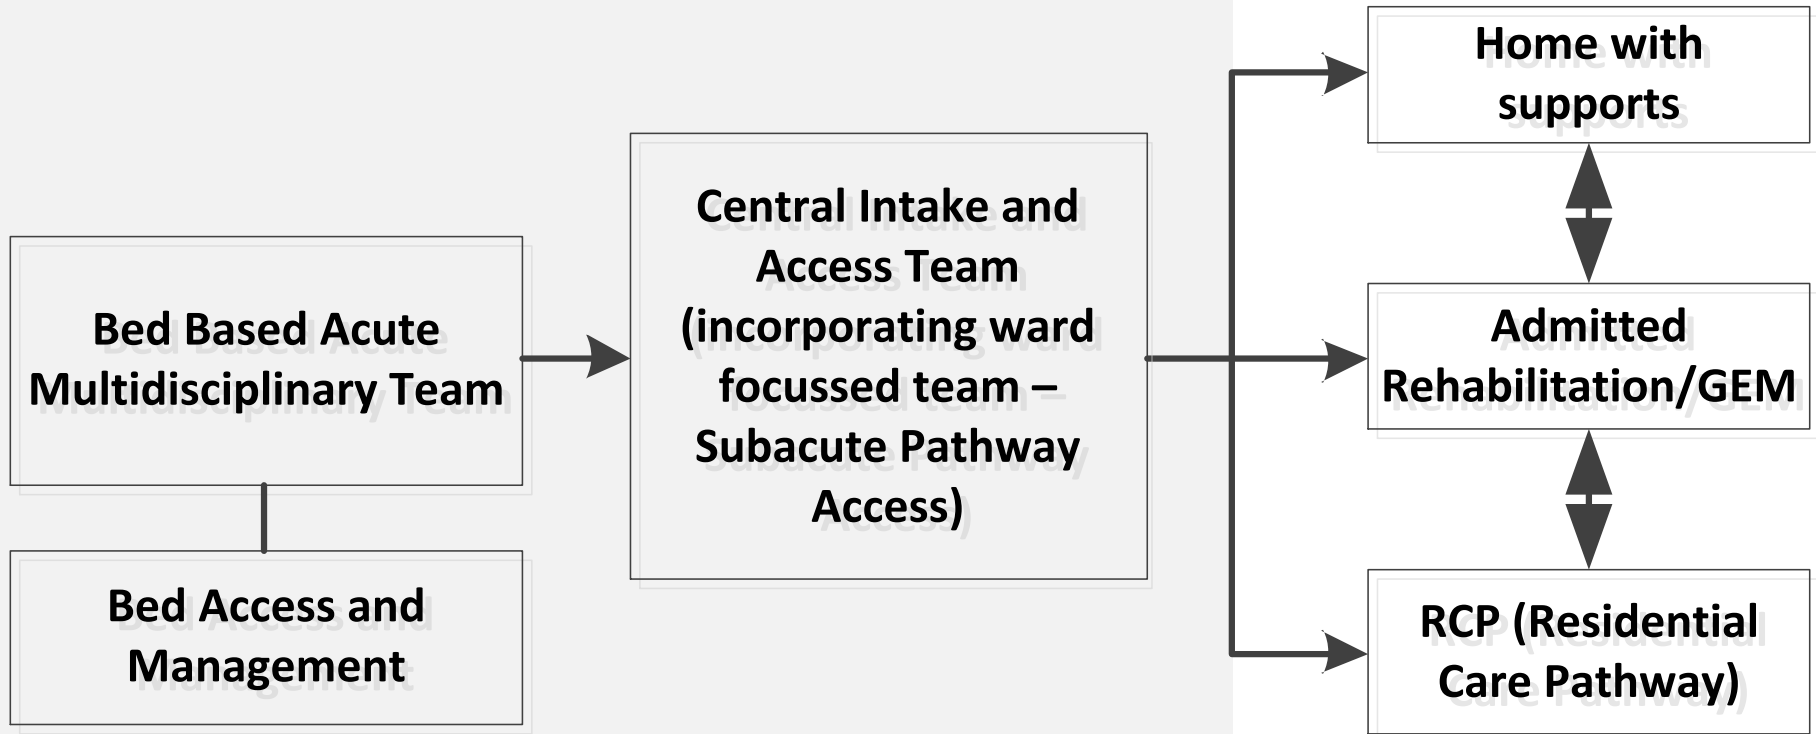 Bed Based Acute
Multidisciplinary Team
Bed Access and
Management
Central Intake and
Access Team
(incorporating ward
focussed team –
Subacute Pathway
Access)
Home with
supports
Admitted
Rehabilitation/GEM
RCP (Residential
Care Pathway)